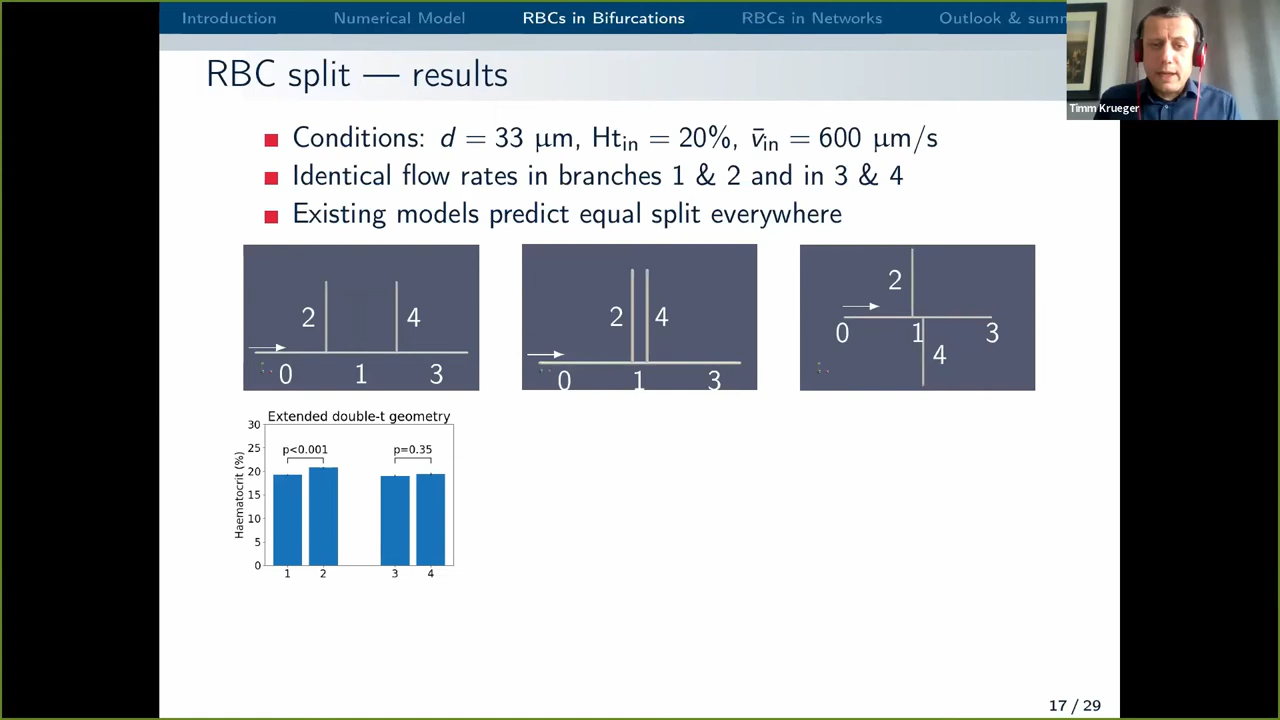 Introduction Numerical Model RBCs in Bifurcations RBCs in Networks Outlook & summ
Timm Krueger
RBC split — results
Conditions: d = 33 µm, Ht_in = 20%, v̄_in = 600 µm/s
Identical flow rates in branches 1 & 2 and in 3 & 4
Existing models predict equal split everywhere
2 4
0 1 3
2 4
0 1 3
2
0 1 3
4
Extended double-t geometry
Haematocrit (%)
30
25
20
15
10
5
0
p<0.001 p=0.35
1 2 3 4
17 / 29